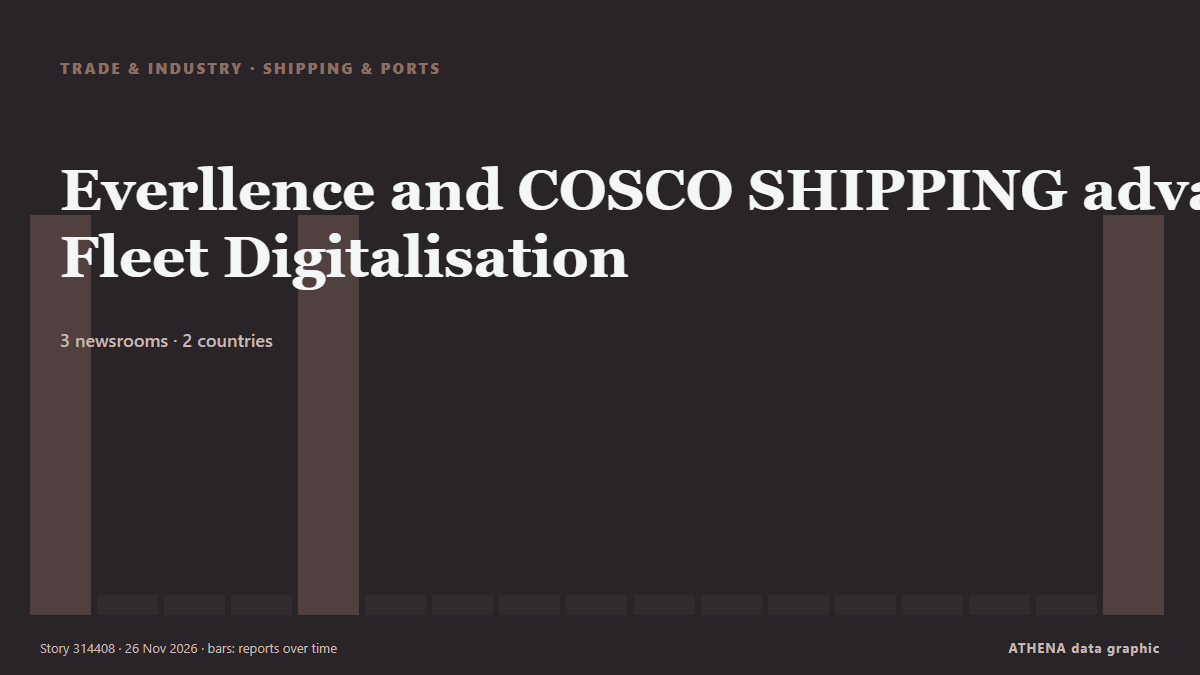 TRADE & INDUSTRY · SHIPPING & PORTS
Everllence and COSCO SHIPPING adva
Fleet Digitalisation
3 newsrooms · 2 countries
Story 314408 · 26 Nov 2026 · bars: reports over time
ATHENA data graphic